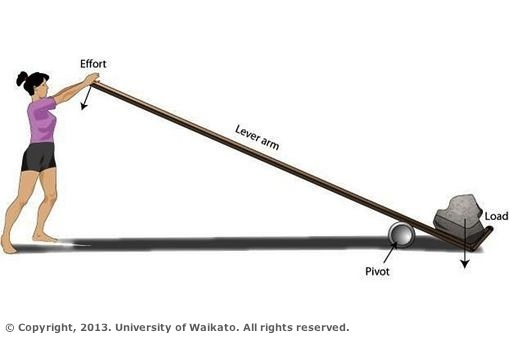 Effort
Lever arm
Load
Pivot
© Copyright, 2013. University of Waikato. All rights reserved.